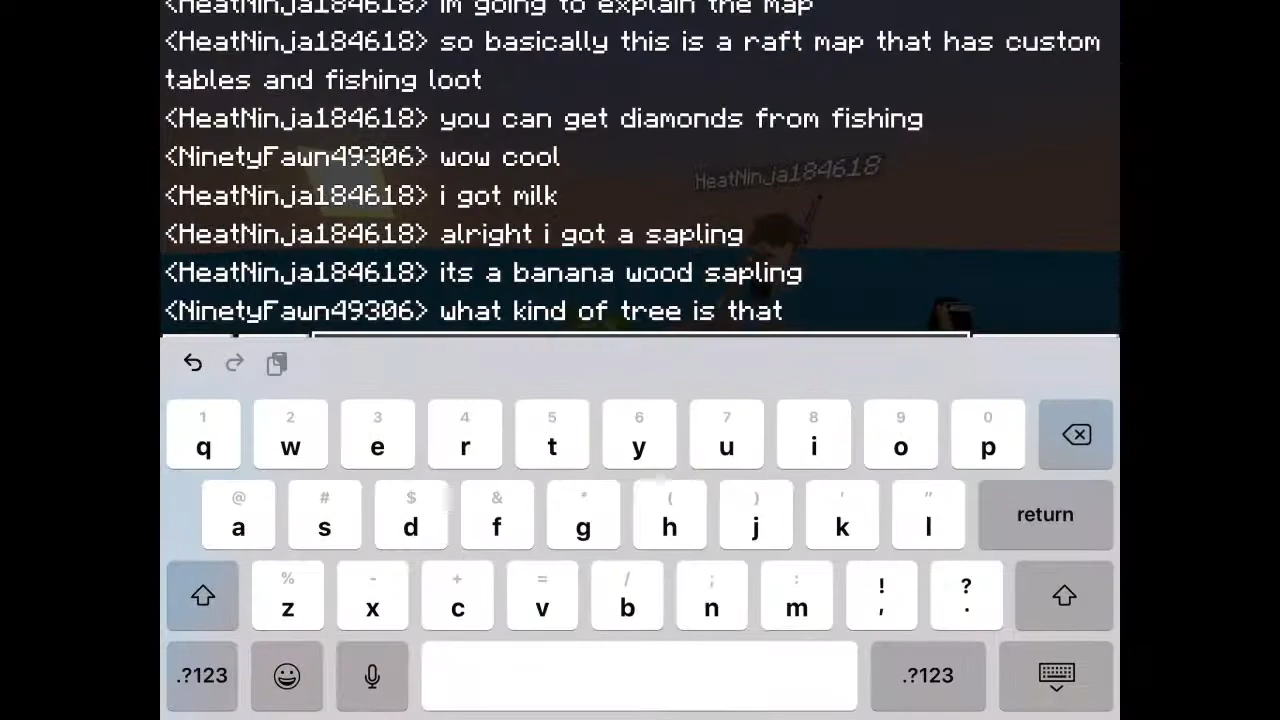 <HeatNinja184618> im going to explain the map
<HeatNinja184618> so basically this is a raft map that has custom
tables and fishing loot
<HeatNinja184618> you can get diamonds from fishing
<NinetyFawn49306> wow cool
HeatNinja184618
<HeatNinja184618> i got milk
<HeatNinja184618> alright i got a sapling
<HeatNinja184618> its a banana wood sapling
<NinetyFawn49306> what kind of tree is that
1 2 3 4 5 6 7 8 9 0
q w e r t y u i o p
@ # $ & * ( ) ' "
a s d f g h j k l return
% - + = / ; : ! ?
z x c v b n m , .
.?123 .?123